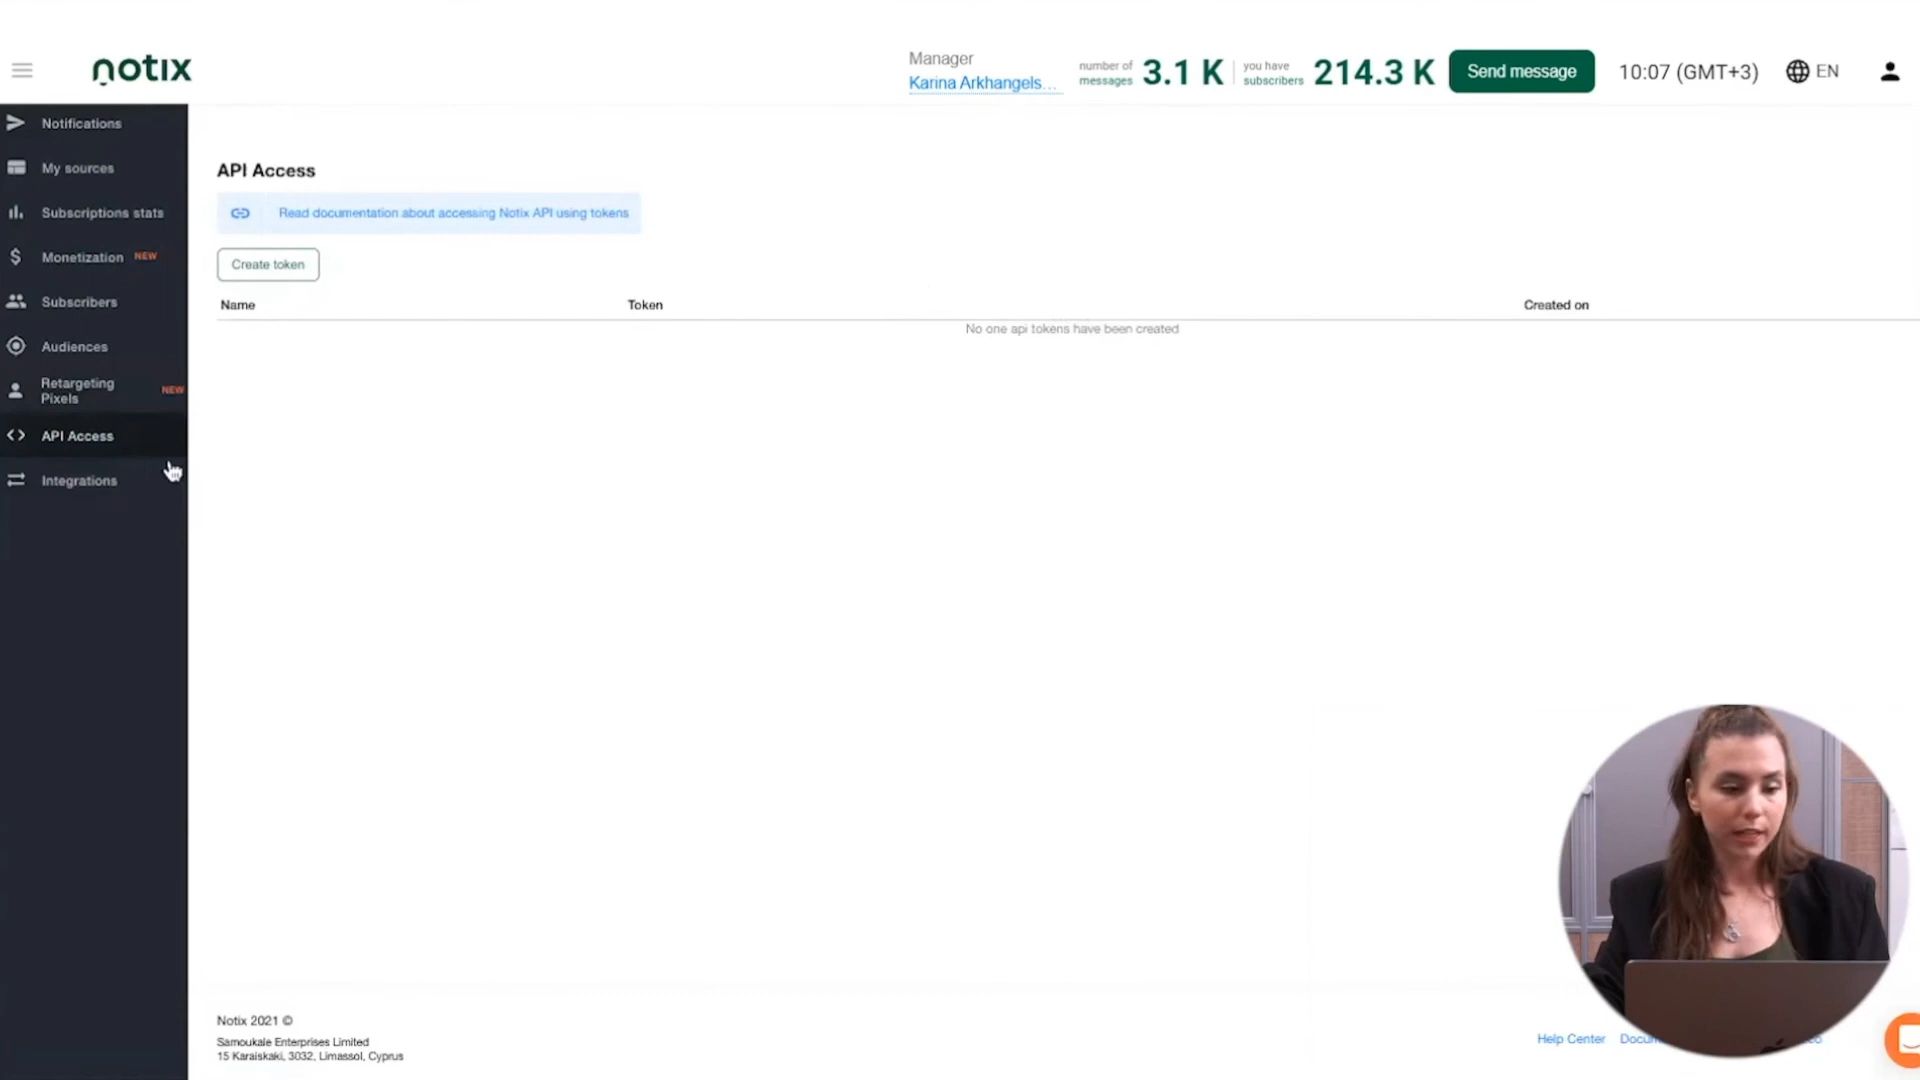 notix
Manager
Karina Arkhangels...
number of
messages
3.1 K
you have
subscribers
214.3 K
Send message
10:07 (GMT+3)
EN
Notifications
My sources
Subscriptions stats
Monetization NEW
Subscribers
Audiences
Retargeting
Pixels
NEW
API Access
Integrations
API Access
Read documentation about accessing Notix API using tokens
Create token
Name Token Created on
No one api tokens have been created
Notix 2021 ©
Samoukale Enterprises Limited
15 Karaiskaki, 3032, Limassol, Cyprus
Help Center